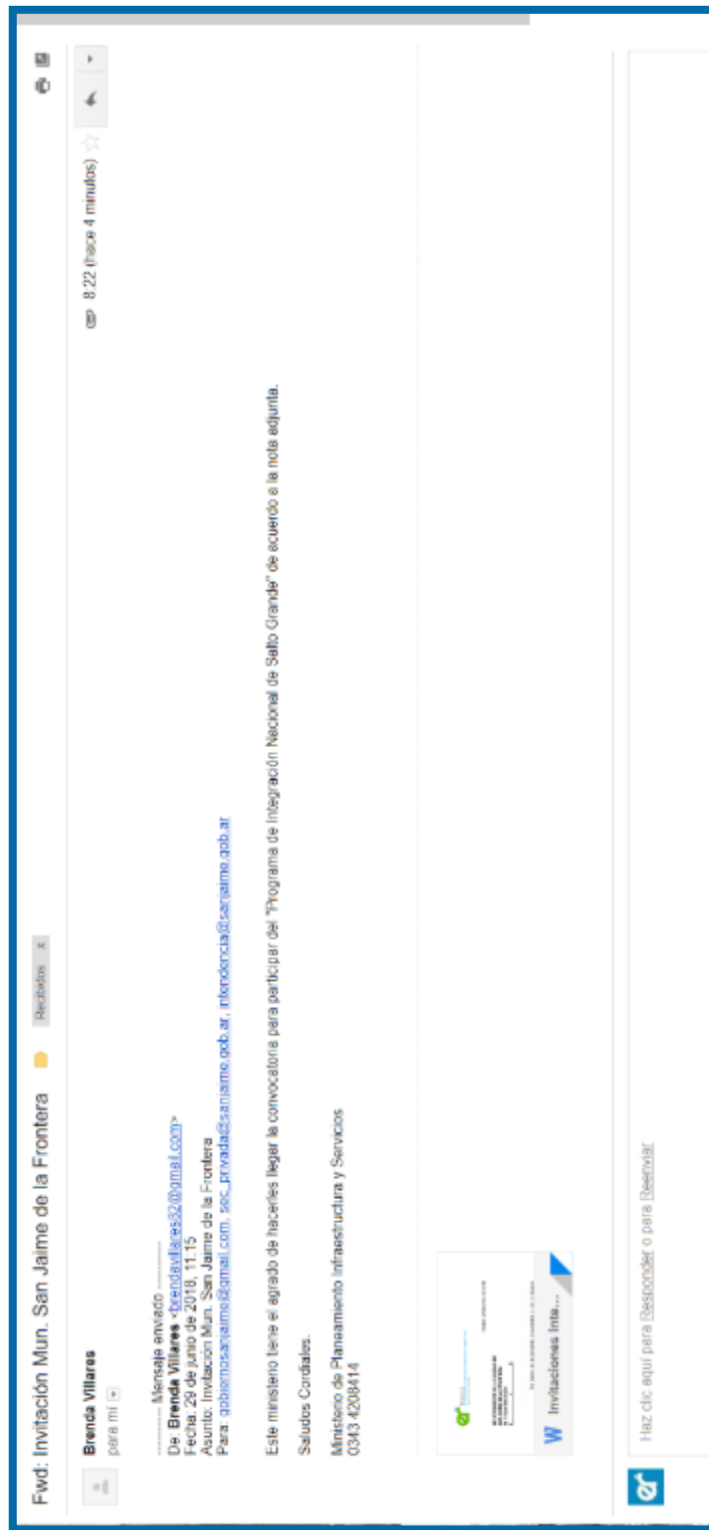 Fwd: Invitación Mun. San Jaime de la Frontera
Recibidos x
Brenda Villares
8:22 (hace 4 minutos)
para mí
---------- Mensaje enviado ----------
De: Brenda Villares <brendavillares82@gmail.com>
Fecha: 29 de junio de 2018, 11:15
Asunto: Invitación Mun. San Jaime de la Frontera
Para: gobiernosanjaime@gmail.com, sec_privada@sanjaime.gob.ar, intendencia@sanjaime.gob.ar
Este ministerio tiene el agrado de hacerles llegar la convocatoria para participar del "Programa de Integración Nacional de Salto Grande" de acuerdo a la nota adjunta.
Saludos Cordiales.
Ministerio de Planeamiento Infraestructura y Servicios
0343 4208414
er
W Invitaciones Inte...
er
Haz clic aquí para Responder o para Reenviar